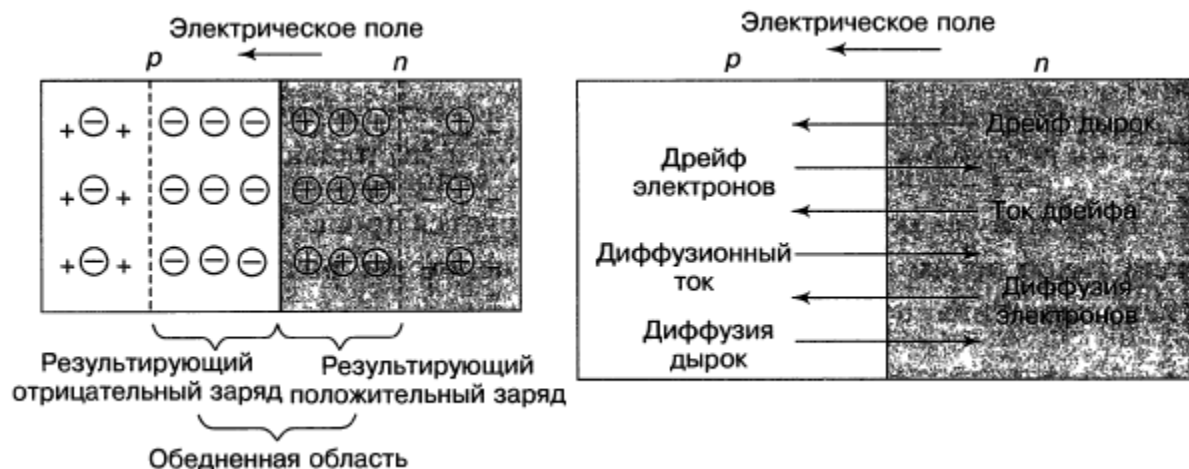 Электрическое поле
p
n
Результирующий
отрицательный заряд
Результирующий
положительный заряд
Обедненная область
Электрическое поле
p
n
Дрейф дырок
Дрейф
электронов
Ток дрейфа
Диффузионный
ток
Диффузия
электронов
Диффузия
дырок